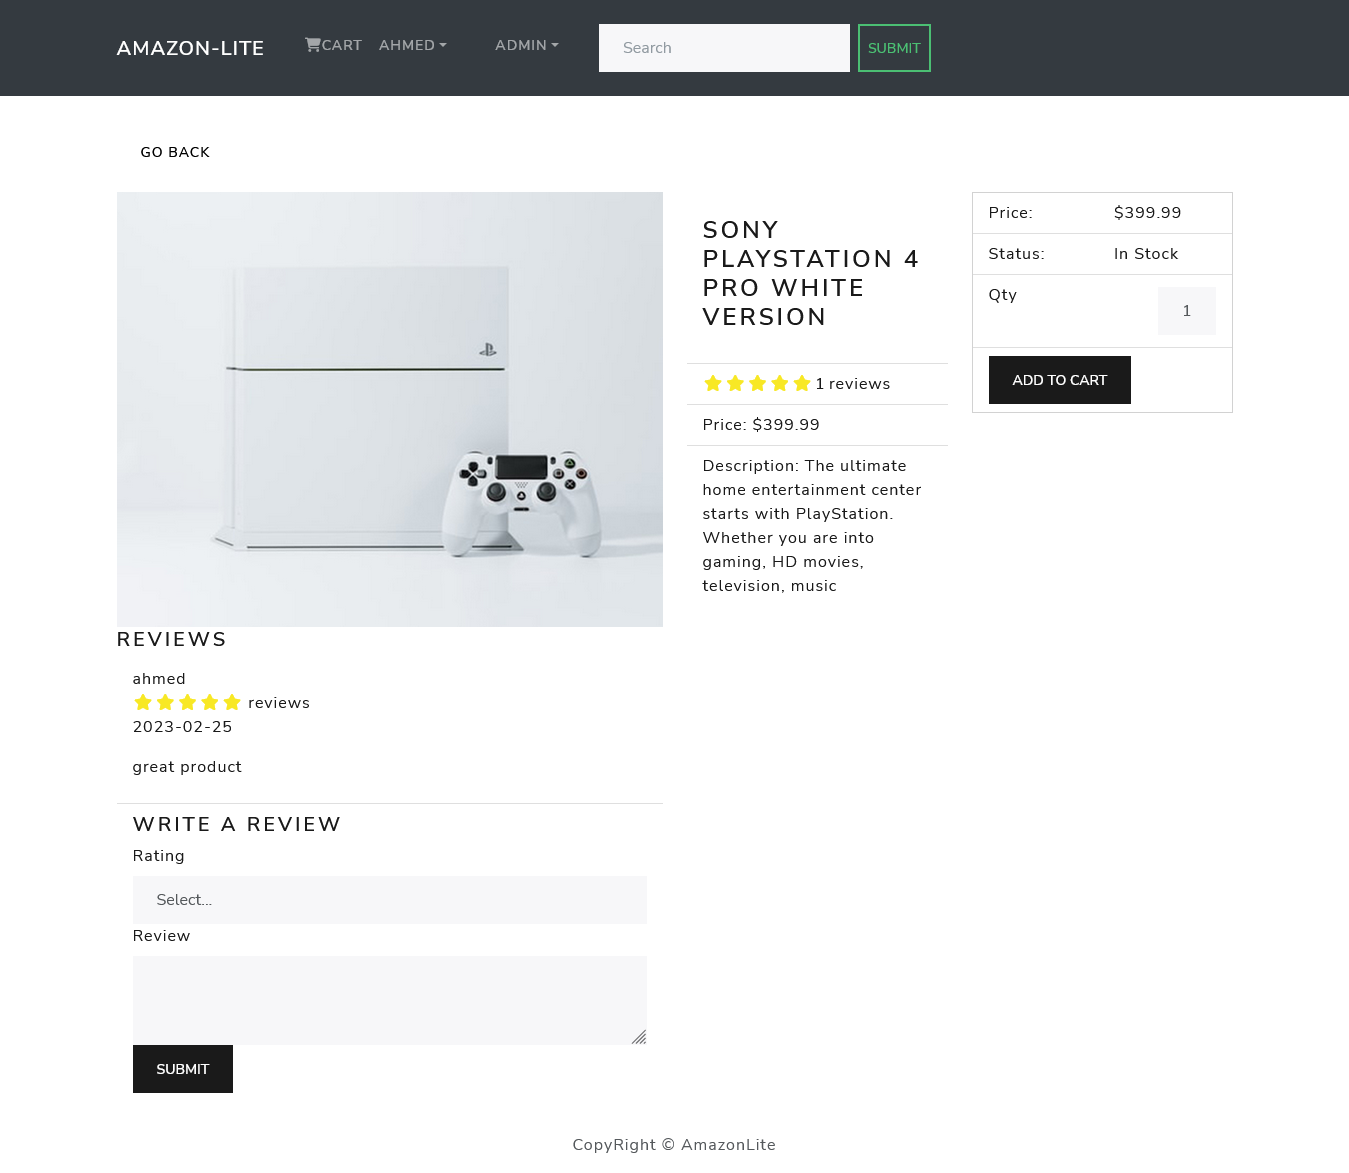 AMAZON-LITE
CART
AHMED
ADMIN
Search
SUBMIT
GO BACK
SONY
PLAYSTATION 4
PRO WHITE
VERSION
1 reviews
Price: $399.99
Description: The ultimate
home entertainment center
starts with PlayStation.
Whether you are into
gaming, HD movies,
television, music
Price: $399.99
Status: In Stock
Qty 1
ADD TO CART
REVIEWS
ahmed
reviews
2023-02-25
great product
WRITE A REVIEW
Rating
Select...
Review
SUBMIT
CopyRight © AmazonLite